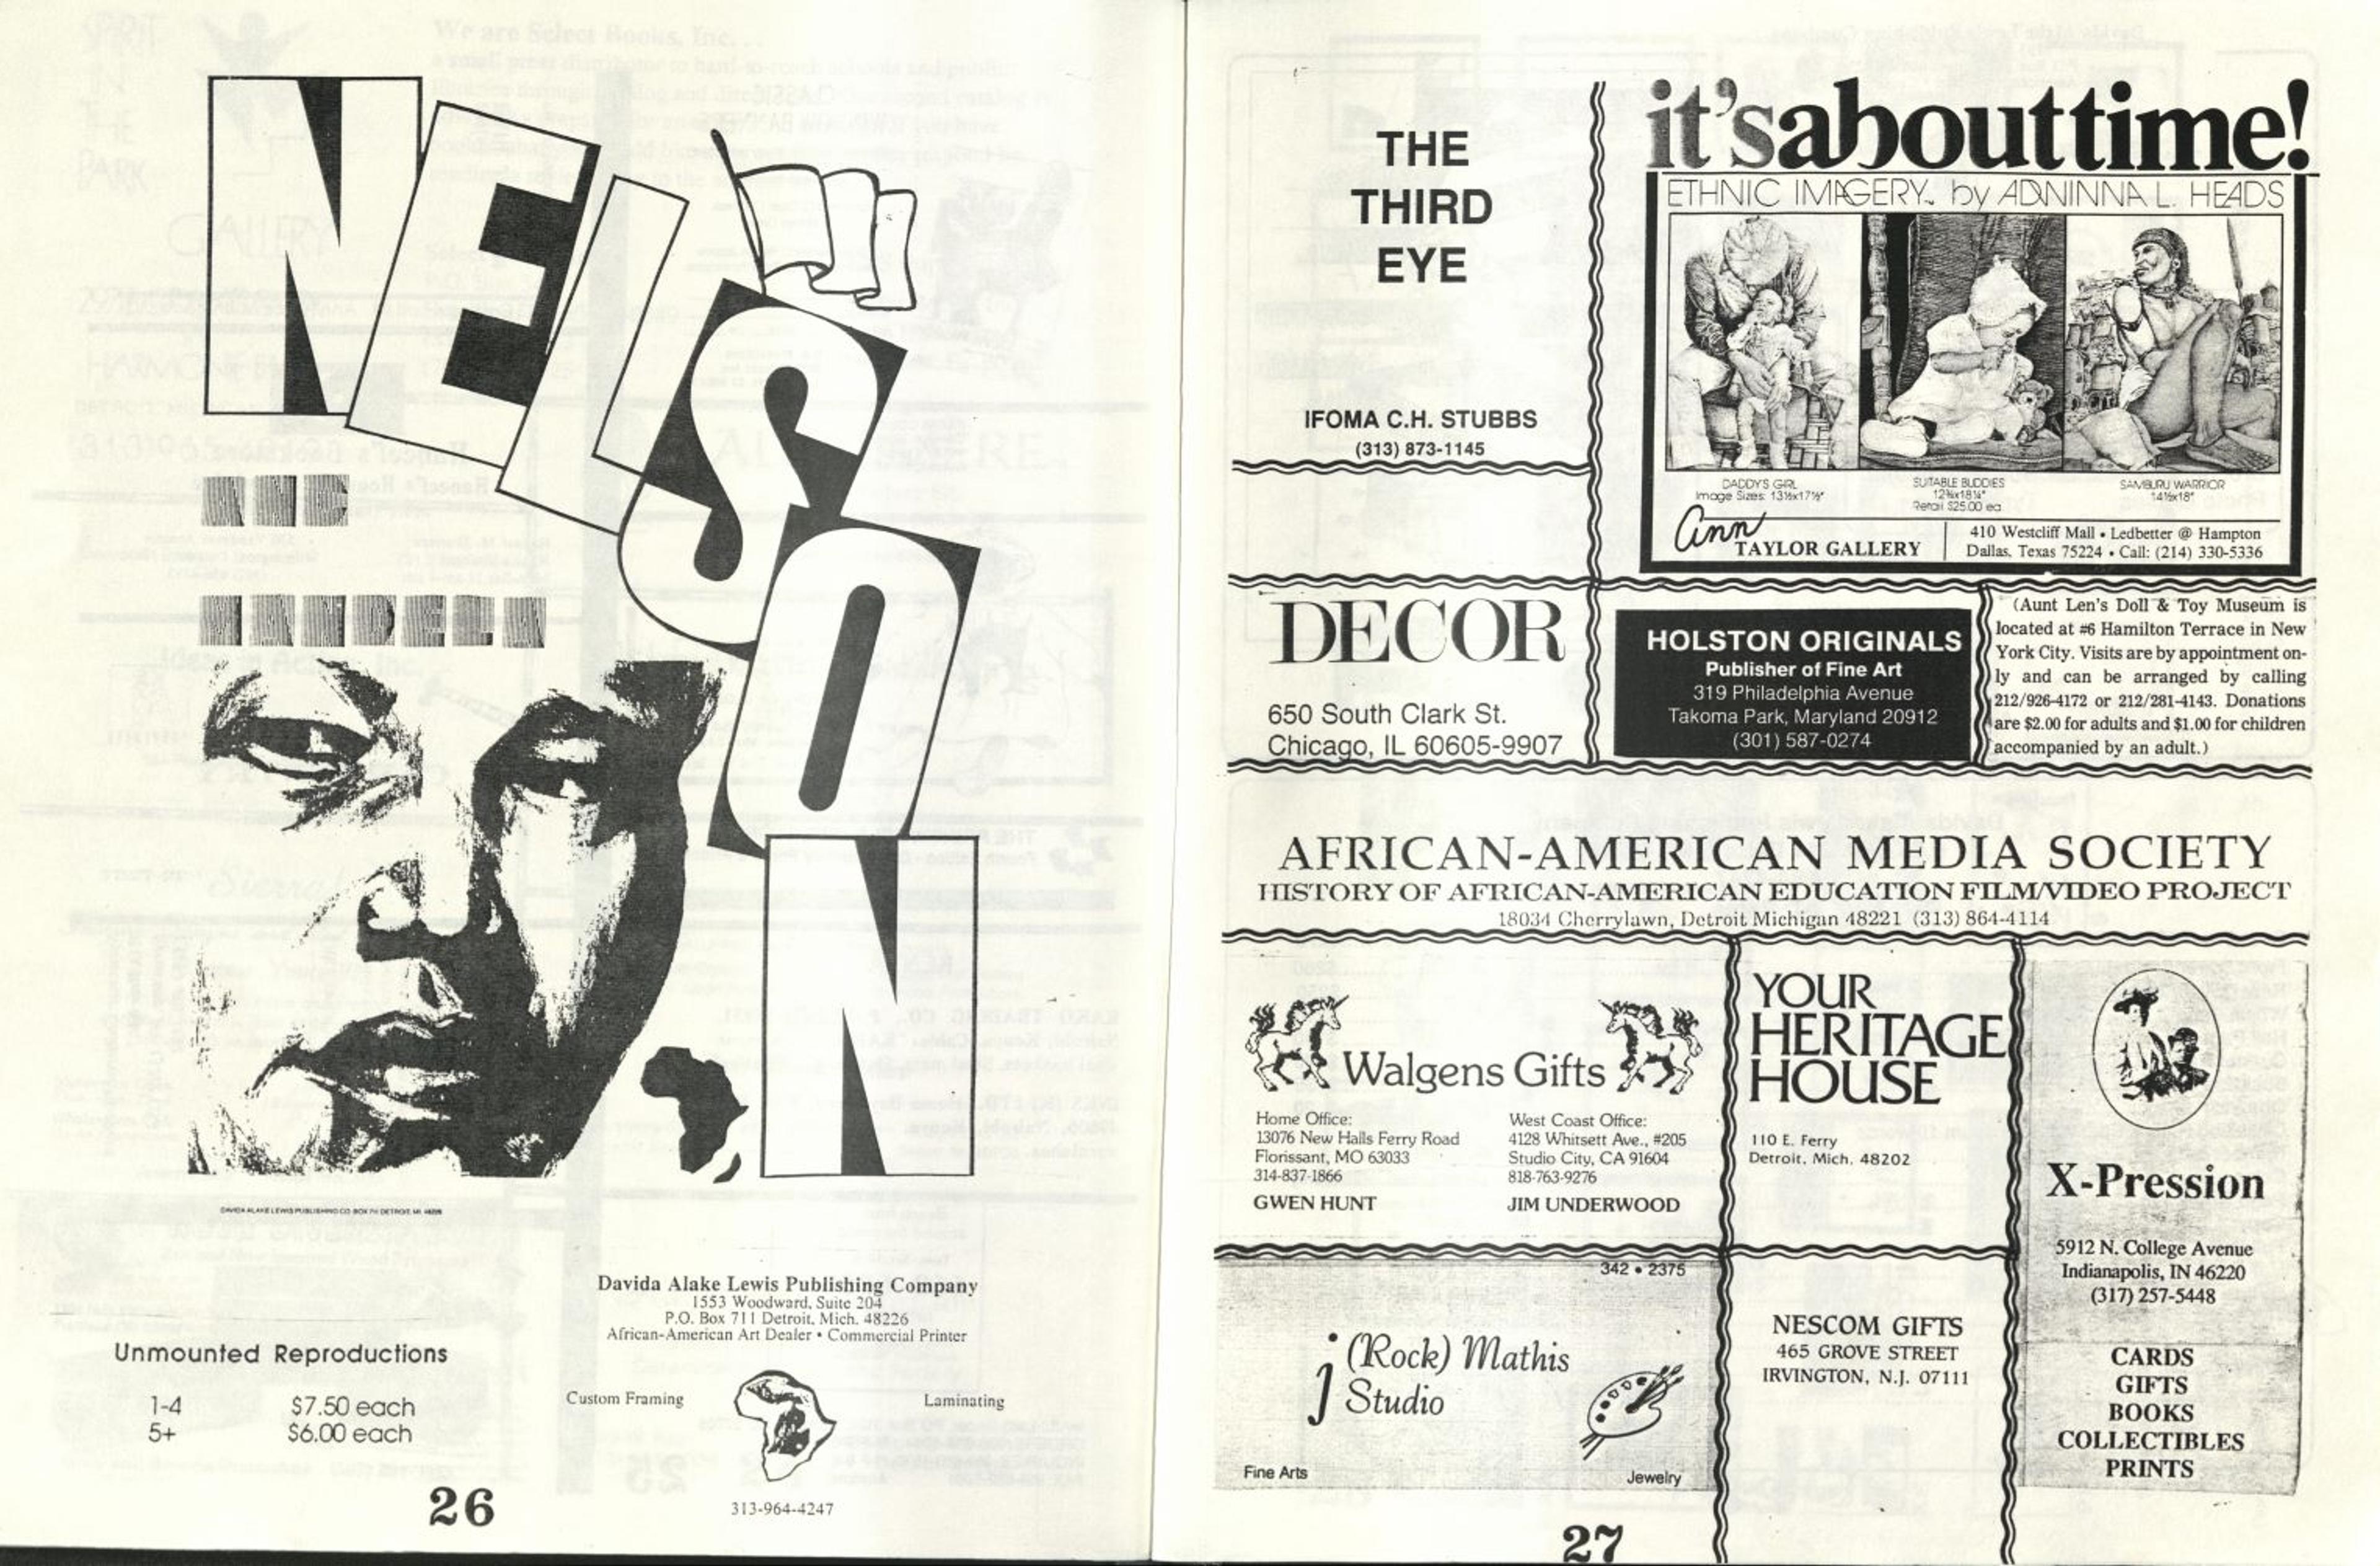 NELSON
AND
MANDELA
DAVIDA ALAKE LEWIS PUBLISHING CO. BOX 711 DETROIT, MI. 48226
Unmounted Reproductions
1-4 $7.50 each
5+ $6.00 each
Davida Alake Lewis Publishing Company
1553 Woodward, Suite 204
P.O. Box 711 Detroit, Mich. 48226
African-American Art Dealer • Commercial Printer
Custom Framing
Laminating
313-964-4247
26
THE
THIRD
EYE
IFOMA C.H. STUBBS
(313) 873-1145
it's about time!
ETHNIC IMAGERY™ by ADNINNA L. HEADS
DADDY'S GIRL
Image Sizes: 13½x17½"
SUITABLE BUDDIES
12¾x18¼"
Retail $25.00 ea
SAMBURU WARRIOR
14½x18"
Ann
TAYLOR GALLERY
410 Westcliff Mall • Ledbetter @ Hampton
Dallas, Texas 75224 • Call: (214) 330-5336
DECOR
650 South Clark St.
Chicago, IL 60605-9907
HOLSTON ORIGINALS
Publisher of Fine Art
319 Philadelphia Avenue
Takoma Park, Maryland 20912
(301) 587-0274
(Aunt Len's Doll & Toy Museum is
located at #6 Hamilton Terrace in New
York City. Visits are by appointment on-
ly and can be arranged by calling
212/926-4172 or 212/281-4143. Donations
are $2.00 for adults and $1.00 for children
accompanied by an adult.)
AFRICAN-AMERICAN MEDIA SOCIETY
HISTORY OF AFRICAN-AMERICAN EDUCATION FILM/VIDEO PROJECT
18034 Cherrylawn, Detroit Michigan 48221 (313) 864-4114
Walgens Gifts
Home Office:
13076 New Halls Ferry Road
Florissant, MO 63033
314-837-1866
GWEN HUNT
West Coast Office:
4128 Whitsett Ave., #205
Studio City, CA 91604
818-763-9276
JIM UNDERWOOD
YOUR
HERITAGE
HOUSE
110 E. Ferry
Detroit, Mich. 48202
X-Pression
5912 N. College Avenue
Indianapolis, IN 46220
(317) 257-5448
CARDS
GIFTS
BOOKS
COLLECTIBLES
PRINTS
342 • 2375
j (Rock) Mathis
Studio
Fine Arts
Jewelry
NESCOM GIFTS
465 GROVE STREET
IRVINGTON, N.J. 07111
27